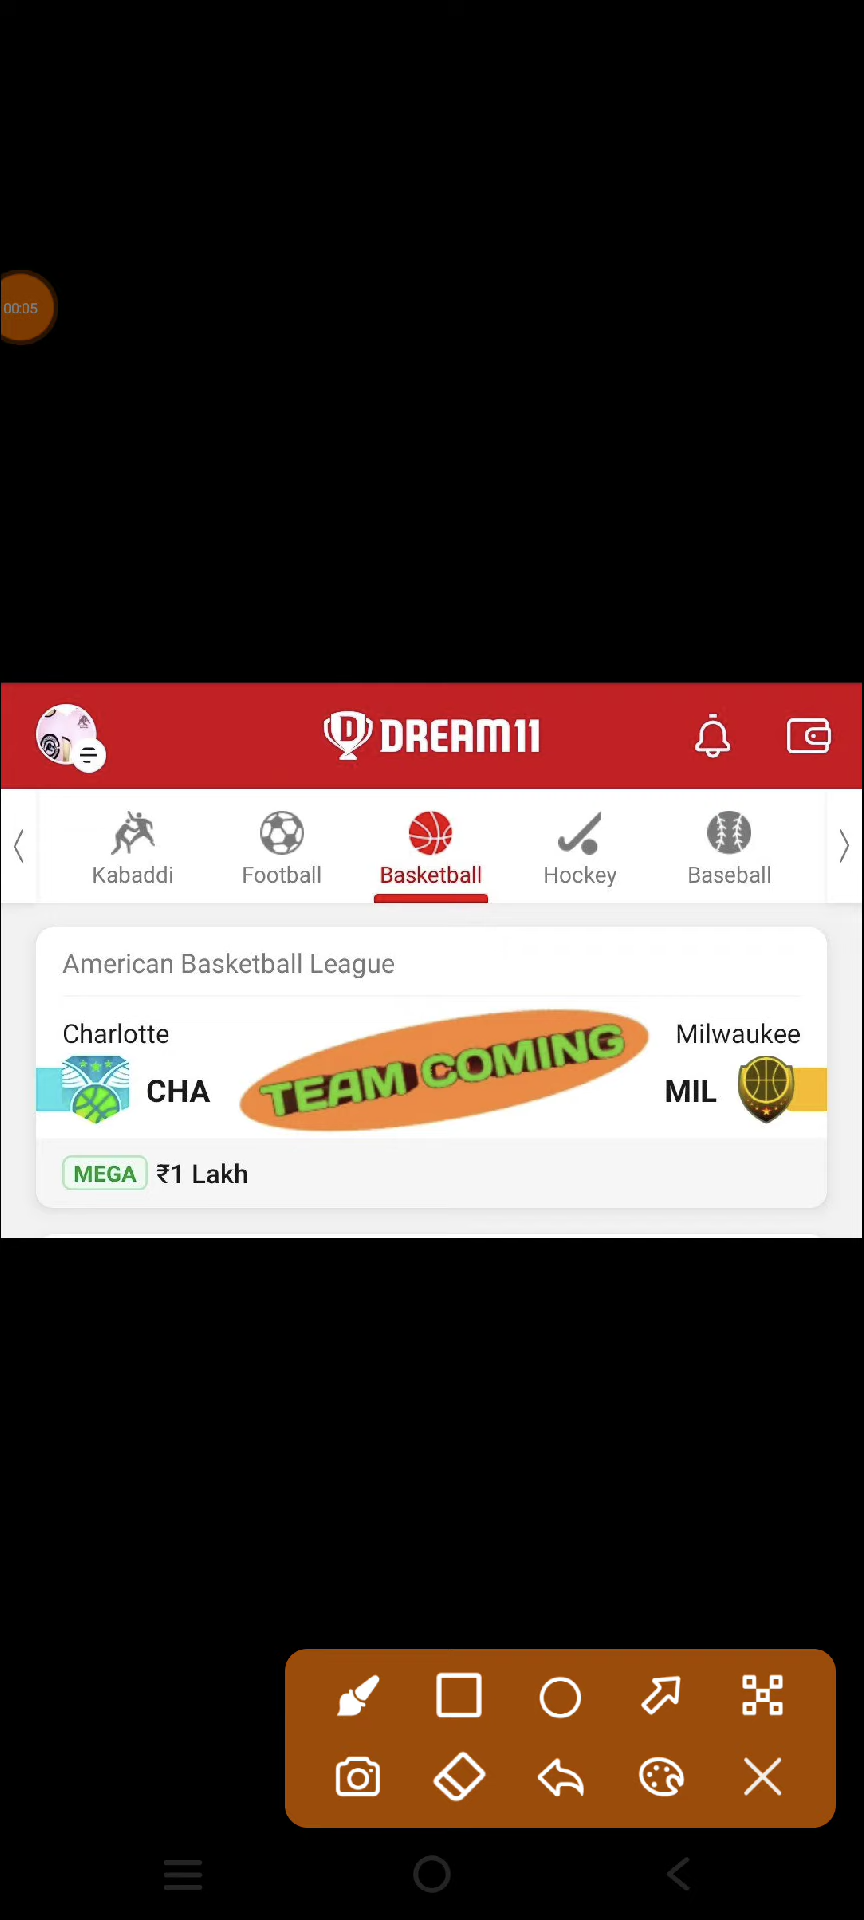 00:05
DREAM11
Kabaddi Football Basketball Hockey Baseball
American Basketball League
Charlotte Milwaukee
CHA TEAM COMING MIL
MEGA ₹1 Lakh